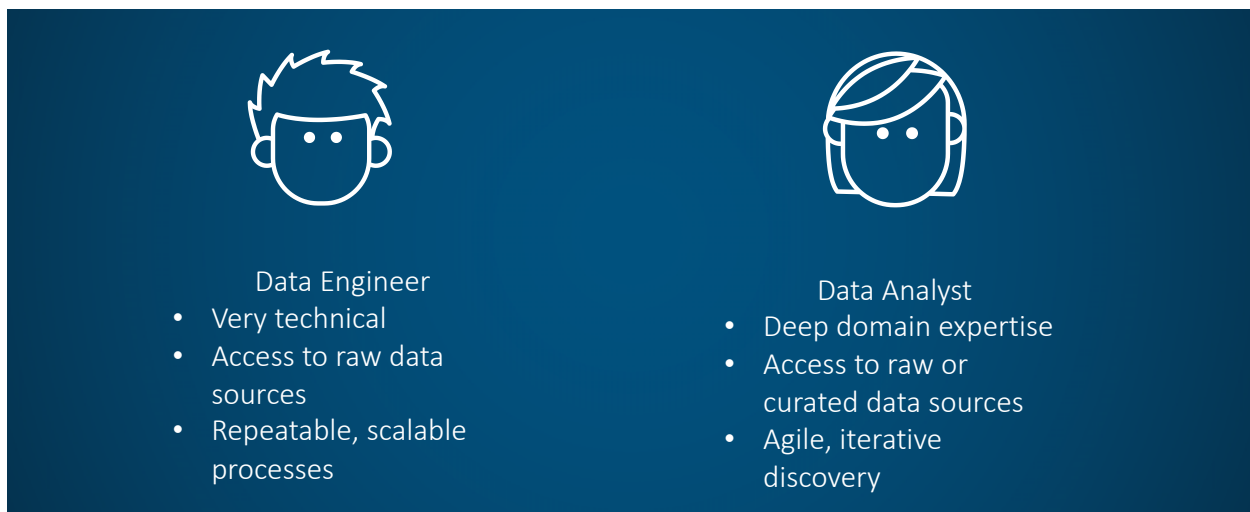 Data Engineer
• Very technical
• Access to raw data
sources
• Repeatable, scalable
processes
Data Analyst
• Deep domain expertise
• Access to raw or
curated data sources
• Agile, iterative
discovery